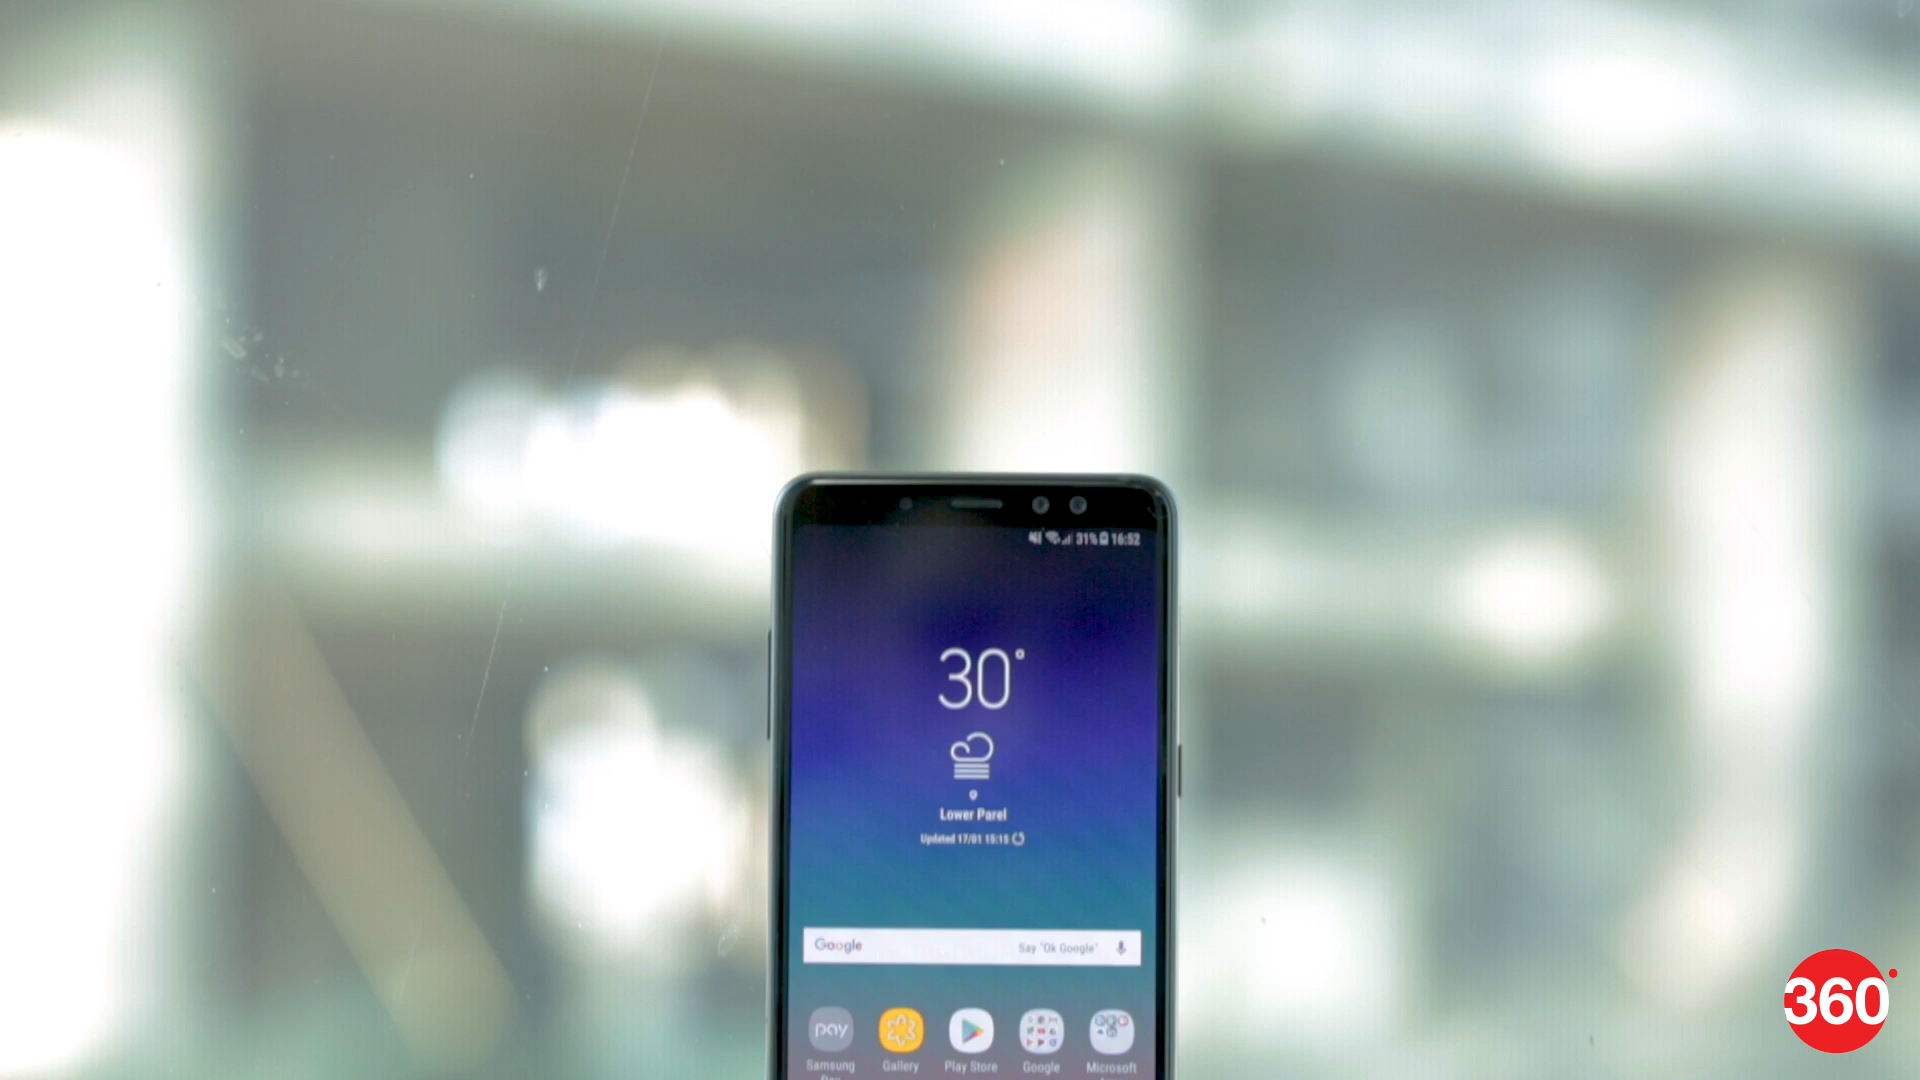 31% 16:52
30°
Lower Parel
Updated 17/01 15:15
Google Say "Ok Google"
pay
Samsung Gallery Play Store Google Microsoft
360